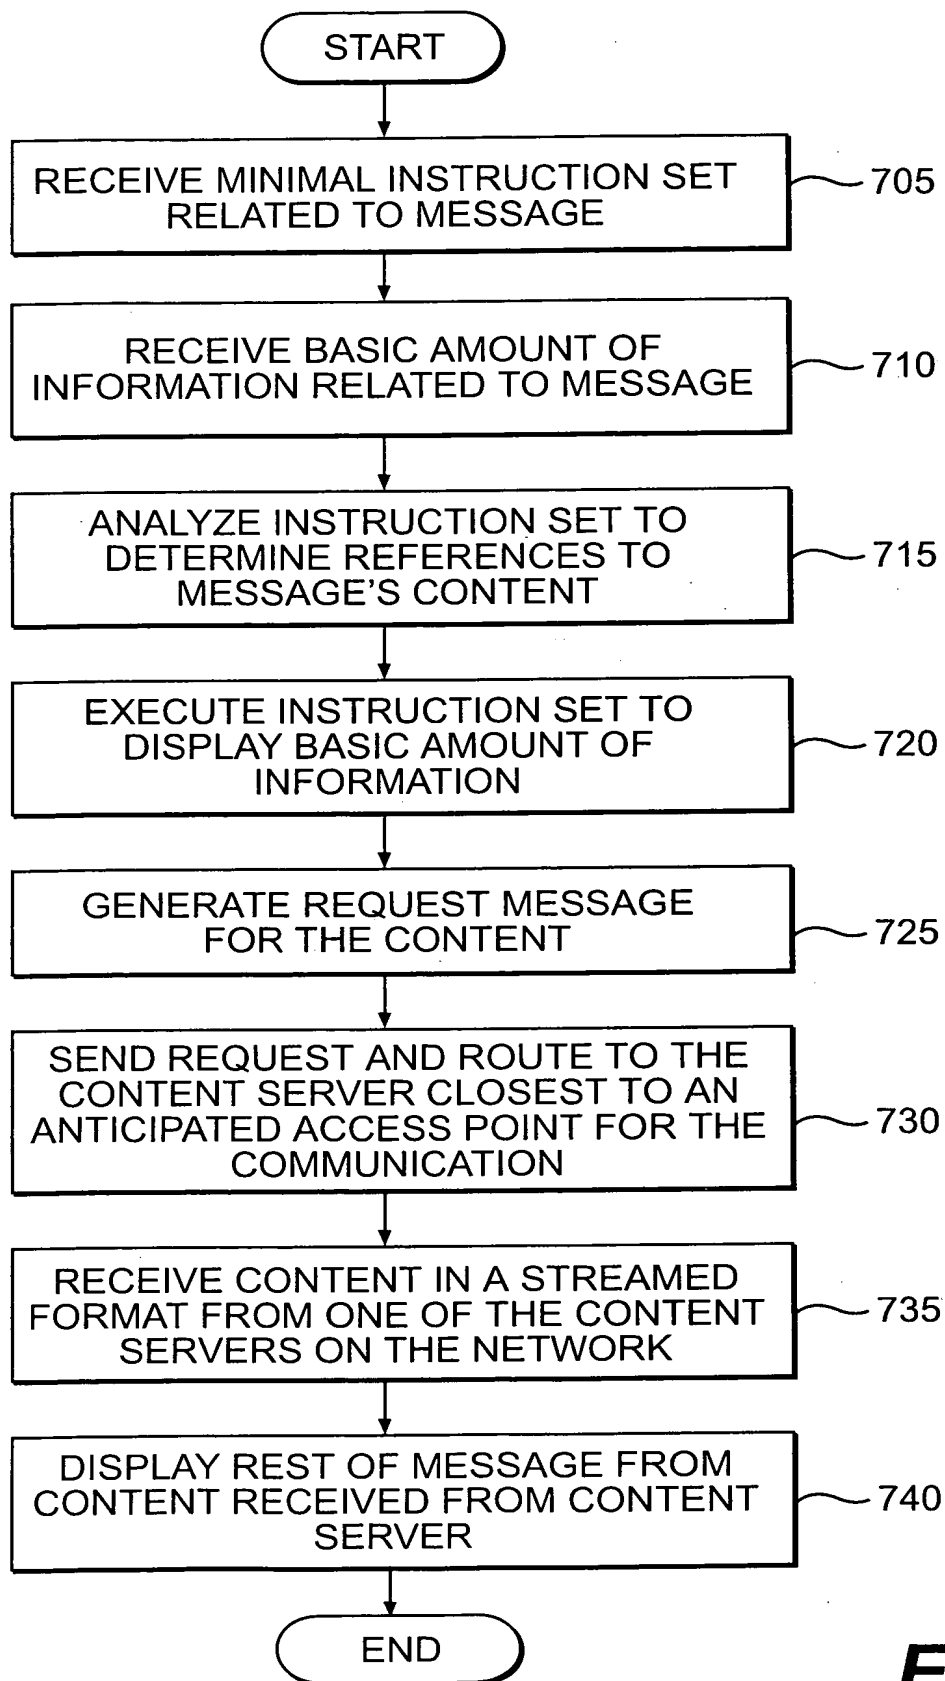 START
RECEIVE MINIMAL INSTRUCTION SET
RELATED TO MESSAGE
705
RECEIVE BASIC AMOUNT OF
INFORMATION RELATED TO MESSAGE
710
ANALYZE INSTRUCTION SET TO
DETERMINE REFERENCES TO
MESSAGE'S CONTENT
715
EXECUTE INSTRUCTION SET TO
DISPLAY BASIC AMOUNT OF
INFORMATION
720
GENERATE REQUEST MESSAGE
FOR THE CONTENT
725
SEND REQUEST AND ROUTE TO THE
CONTENT SERVER CLOSEST TO AN
ANTICIPATED ACCESS POINT FOR THE
COMMUNICATION
730
RECEIVE CONTENT IN A STREAMED
FORMAT FROM ONE OF THE CONTENT
SERVERS ON THE NETWORK
735
DISPLAY REST OF MESSAGE FROM
CONTENT RECEIVED FROM CONTENT
SERVER
740
END